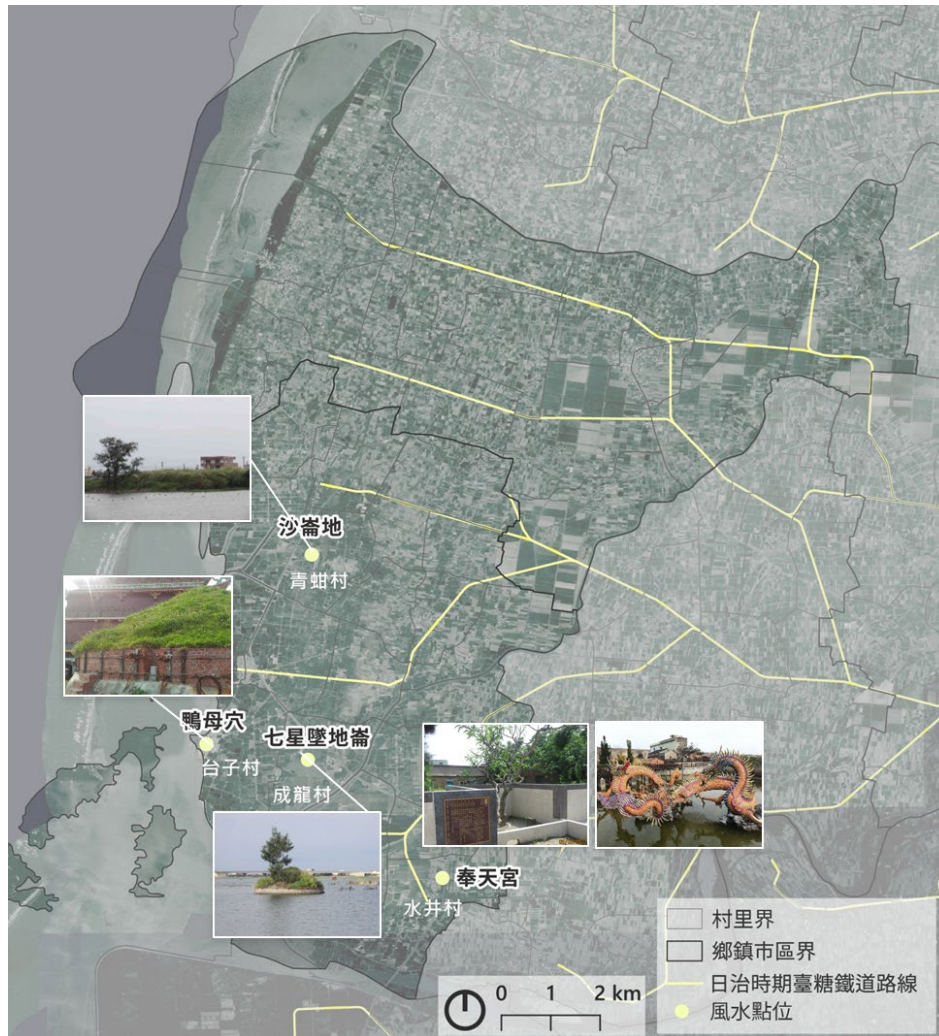 沙崙地
青蚶村
鴨母穴
台子村
七星墜地崙
成龍村
奉天宮
水井村
村里界
鄉鎮市區界
日治時期臺糖鐵道路線
風水點位
0 1 2 km